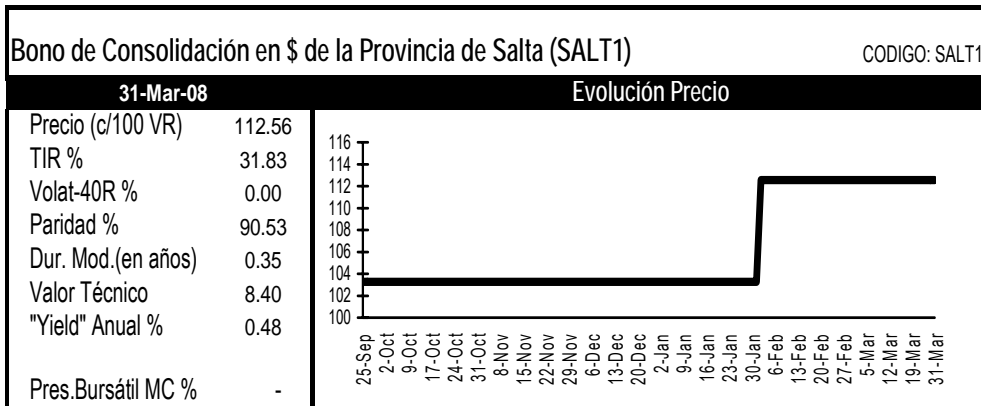 Bono de Consolidación en $ de la Provincia de Salta (SALT1) CODIGO: SALT1
31-Mar-08 Evolución Precio
Precio (c/100 VR) 112.56
TIR % 31.83
Volat-40R % 0.00
Paridad % 90.53
Dur. Mod.(en años) 0.35
Valor Técnico 8.40
"Yield" Anual % 0.48
Pres.Bursátil MC % -
116
114
112
110
108
106
104
102
100
25-Sep
2-Oct
9-Oct
17-Oct
24-Oct
31-Oct
8-Nov
15-Nov
22-Nov
29-Nov
6-Dec
13-Dec
20-Dec
2-Jan
9-Jan
16-Jan
23-Jan
30-Jan
6-Feb
13-Feb
20-Feb
27-Feb
5-Mar
12-Mar
19-Mar
31-Mar